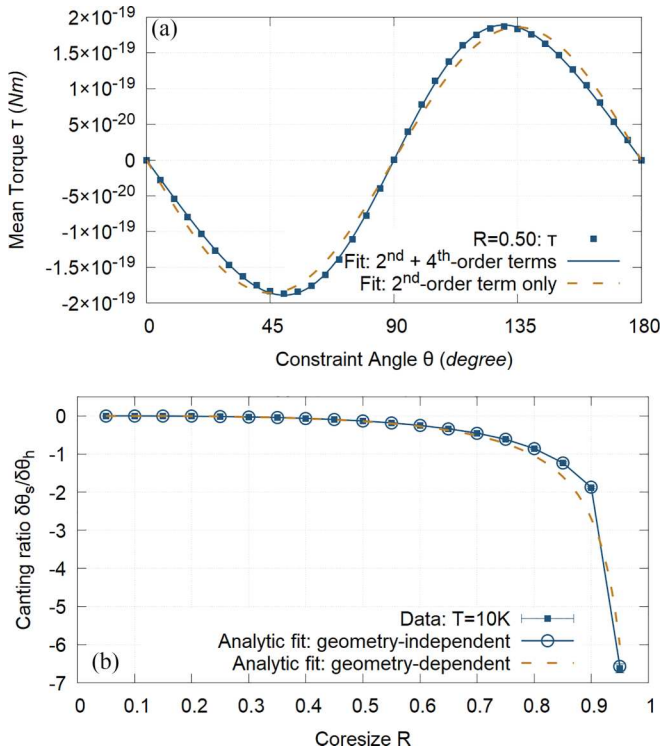 (a)
Mean Torque τ (Nm)
2×10⁻¹⁹
1.5×10⁻¹⁹
1×10⁻¹⁹
5×10⁻²⁰
0
-5×10⁻²⁰
-1×10⁻¹⁹
-1.5×10⁻¹⁹
-2×10⁻¹⁹
R=0.50: τ
Fit: 2ⁿᵈ + 4ᵗʰ-order terms
Fit: 2ⁿᵈ-order term only
0 45 90 135 180
Constraint Angle θ (degree)
Canting ratio δθₛ/δθₕ
0
-1
-2
-3
-4
-5
-6
-7
Data: T=10K
Analytic fit: geometry-independent
Analytic fit: geometry-dependent
(b)
0 0.1 0.2 0.3 0.4 0.5 0.6 0.7 0.8 0.9 1
Coresize R